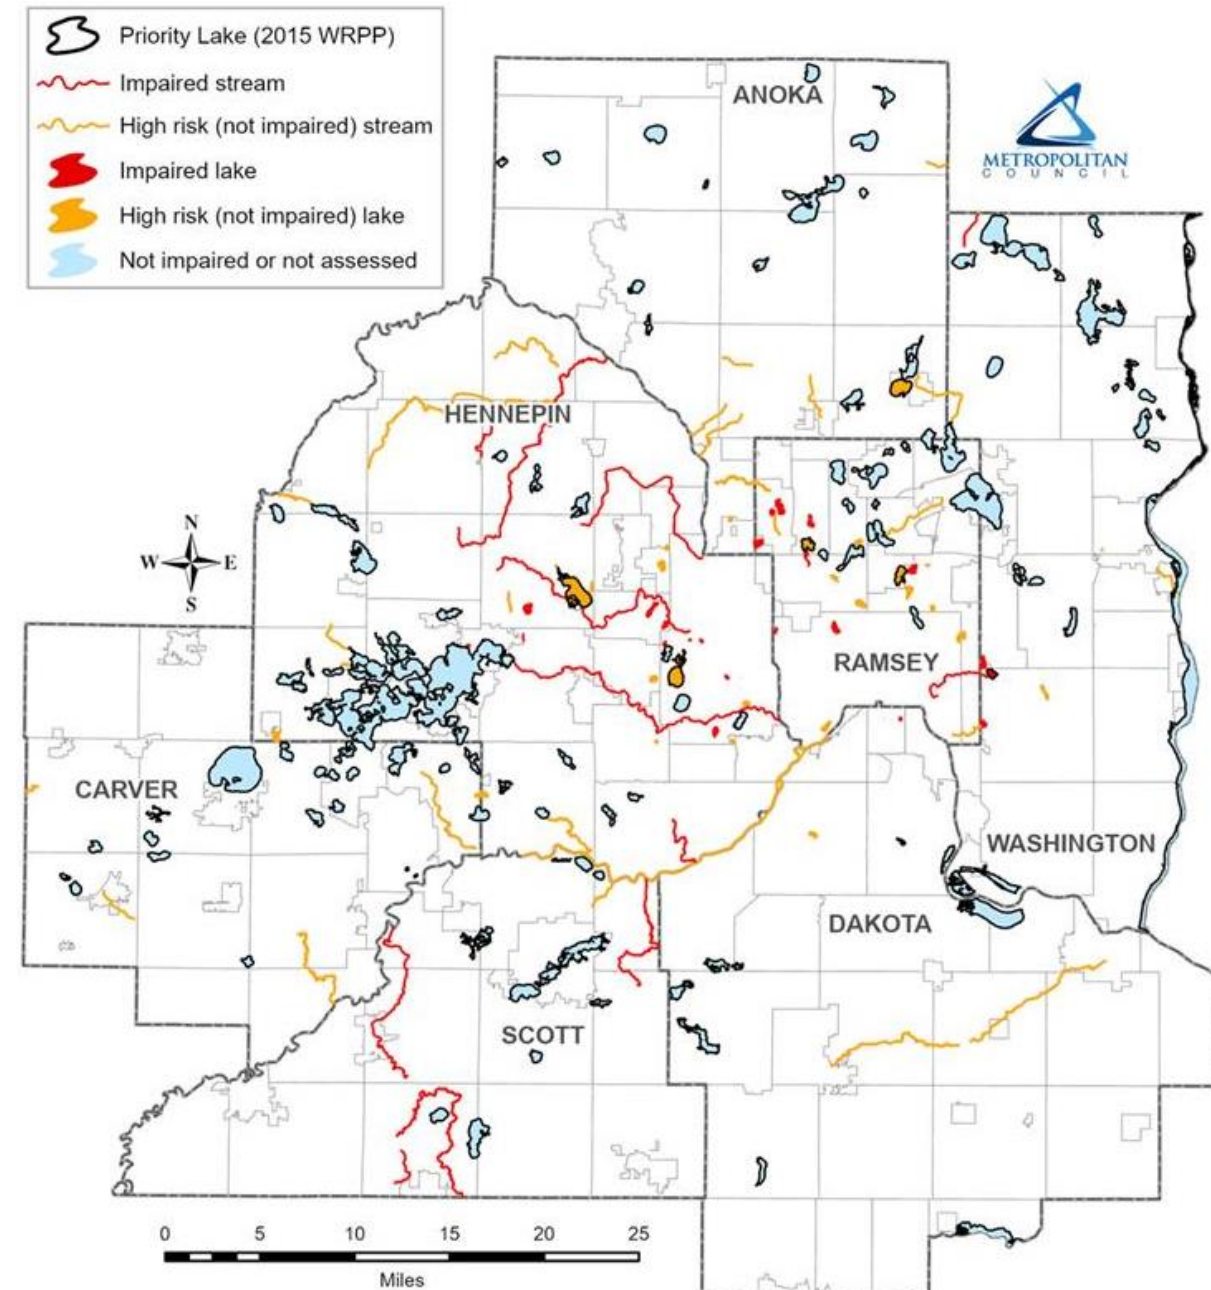 Priority Lake (2015 WRPP)
Impaired stream
High risk (not impaired) stream
Impaired lake
High risk (not impaired) lake
Not impaired or not assessed
ANOKA
METROPOLITAN
COUNCIL
HENNEPIN
N
W E
S
RAMSEY
CARVER
WASHINGTON
DAKOTA
SCOTT
0 5 10 15 20 25
Miles